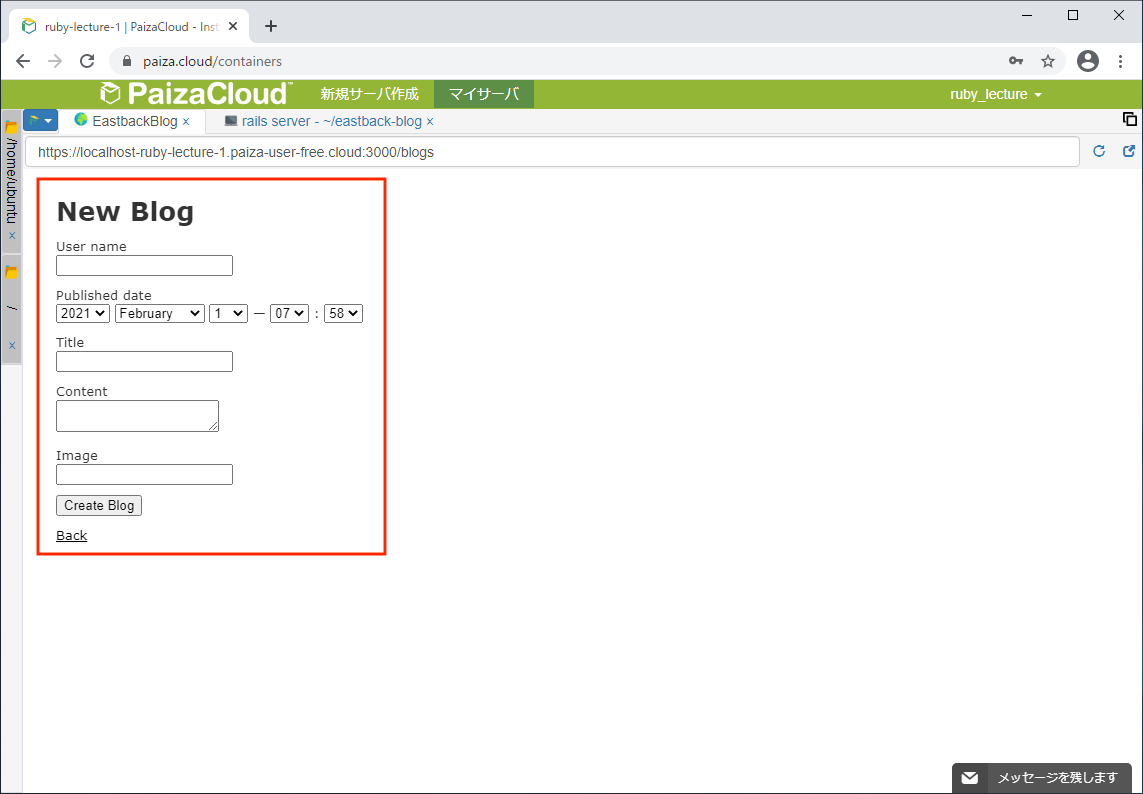 ruby-lecture-1 | PaizaCloud - Inst
paiza.cloud/containers
PaizaCloud™ 新規サーバ作成 マイサーバ ruby_lecture
EastbackBlog × rails server - ~/eastback-blog ×
https://localhost-ruby-lecture-1.paiza-user-free.cloud:3000/blogs
/home/ubuntu ×
/ ×
New Blog
User name
Published date
2021 February 1 — 07 : 58
Title
Content
Image
Create Blog
Back
メッセージを残します